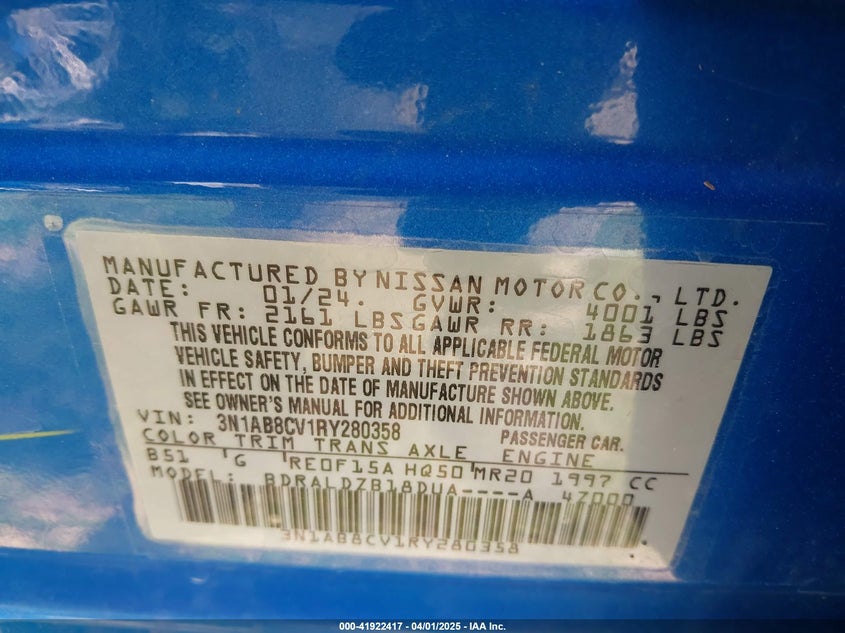 MANUFACTURED BY NISSAN MOTOR CO., LTD.
DATE: 01/24. GVWR: 4001 LBS
GAWR FR: 2161 LBS GAWR RR: 1863 LBS
THIS VEHICLE CONFORMS TO ALL APPLICABLE FEDERAL MOTOR
VEHICLE SAFETY, BUMPER AND THEFT PREVENTION STANDARDS
IN EFFECT ON THE DATE OF MANUFACTURE SHOWN ABOVE.
SEE OWNER'S MANUAL FOR ADDITIONAL INFORMATION.
VIN: 3N1AB8CV1RY280358 PASSENGER CAR.
COLOR TRIM TRANS AXLE ENGINE
B51 G RE0F15A HQ50 MR20 1997 CC
MODEL: BDRALDZB18DUA----A 4Z000
3N1AB8CV1RY280358
000-41922417 - 04/01/2025 - IAA Inc.